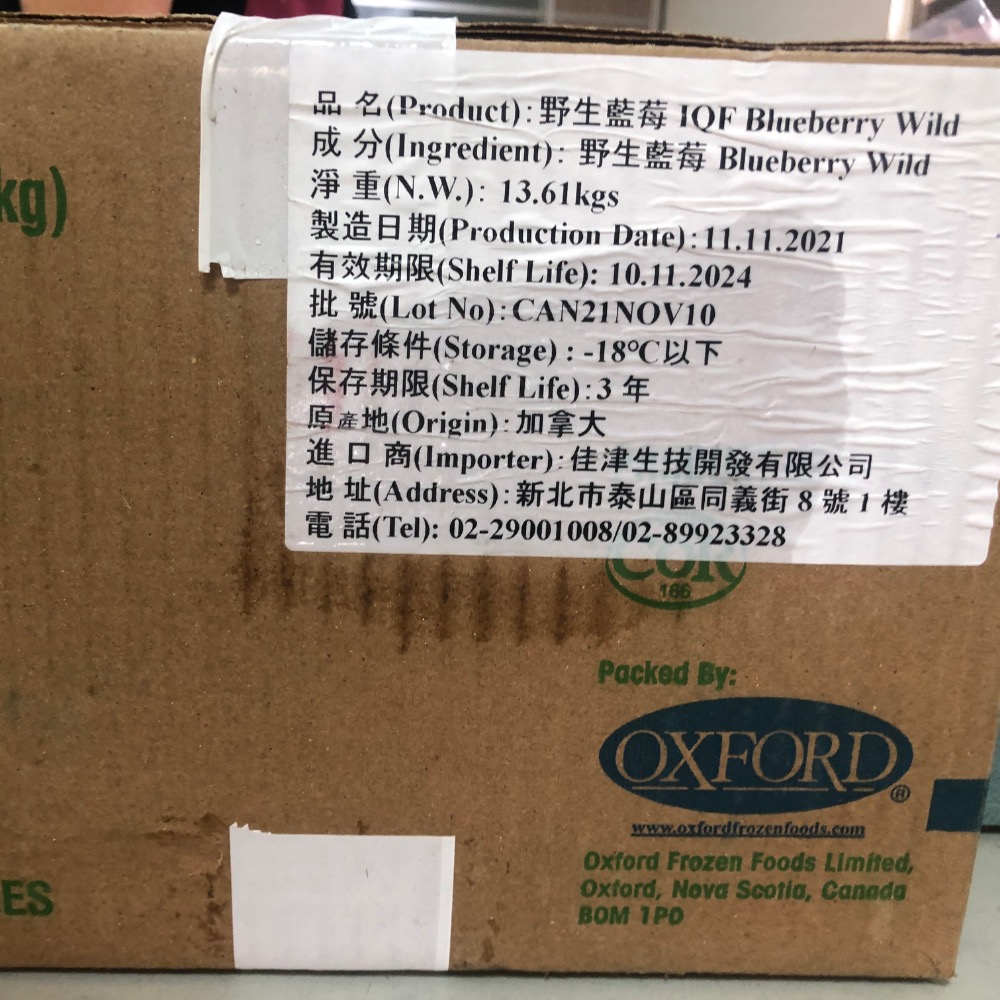 kg)
品 名(Product):野生藍莓 IQF Blueberry Wild
成 分(Ingredient): 野生藍莓 Blueberry Wild
淨 重(N.W.): 13.61kgs
製造日期(Production Date):11.11.2021
有效期限(Shelf Life): 10.11.2024
批 號(Lot No):CAN21NOV10
儲存條件(Storage) : -18℃以下
保存期限(Shelf Life):3 年
原產地(Origin):加拿大
進 口 商(Importer):佳津生技開發有限公司
地 址(Address):新北市泰山區同義街 8 號 1 樓
電 話(Tel): 02-29001008/02-89923328
COR
166
Packed By:
OXFORD®
www.oxfordfrozenfoods.com
Oxford Frozen Foods Limited,
Oxford, Nova Scotia, Canada
BOM 1PO
ES